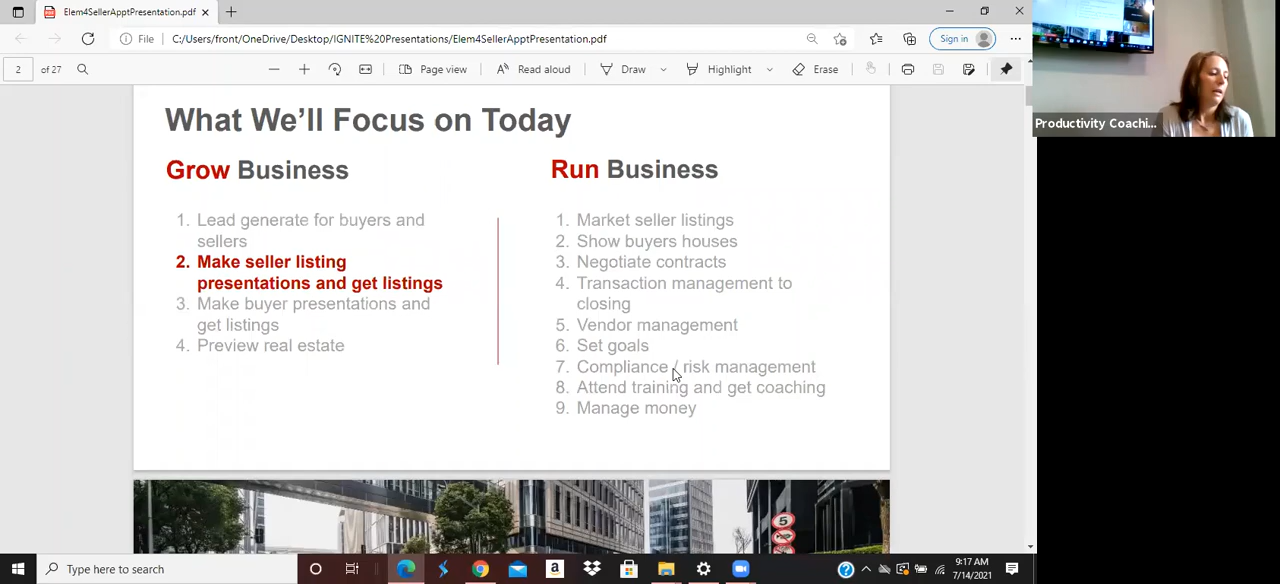 Elem4SellerApptPresentation.pdf
File
C:/Users/front/OneDrive/Desktop/IGNITE%20Presentations/Elem4SellerApptPresentation.pdf
Sign in
2 of 27
Page view
Read aloud
Draw
Highlight
Erase
Productivity Coachi...
What We'll Focus on Today
Grow Business
1. Lead generate for buyers and
sellers
2. Make seller listing
presentations and get listings
3. Make buyer presentations and
get listings
4. Preview real estate
Run Business
1. Market seller listings
2. Show buyers houses
3. Negotiate contracts
4. Transaction management to
closing
5. Vendor management
6. Set goals
7. Compliance / risk management
8. Attend training and get coaching
9. Manage money
5
Type here to search
9:17 AM
7/14/2021